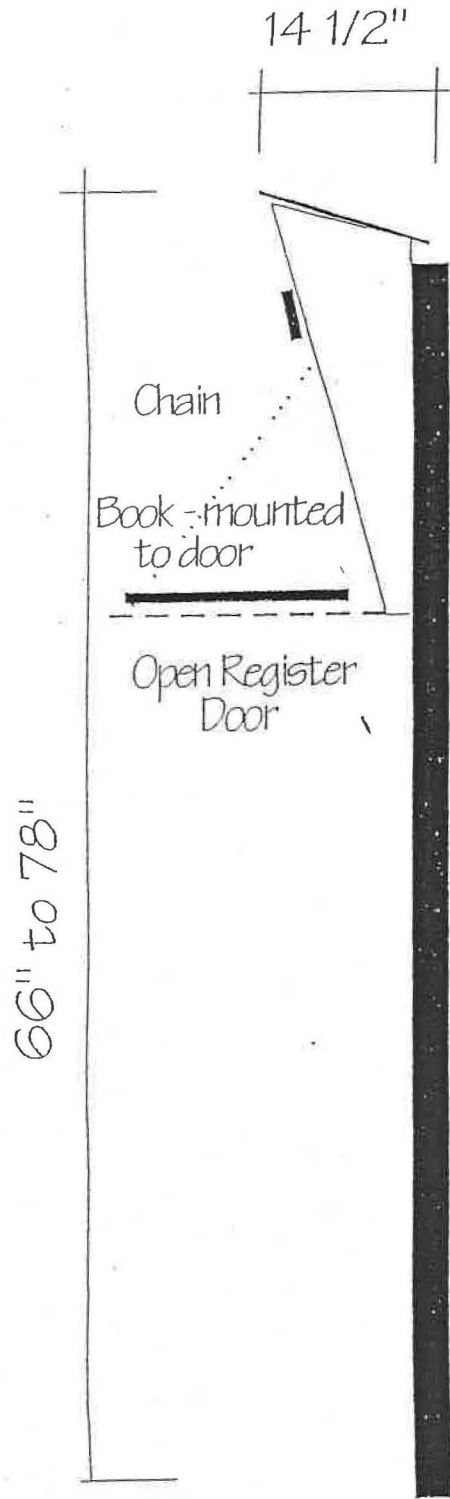 14 1/2"
Chain
Book - mounted
to door
Open Register
Door
66" to 78"